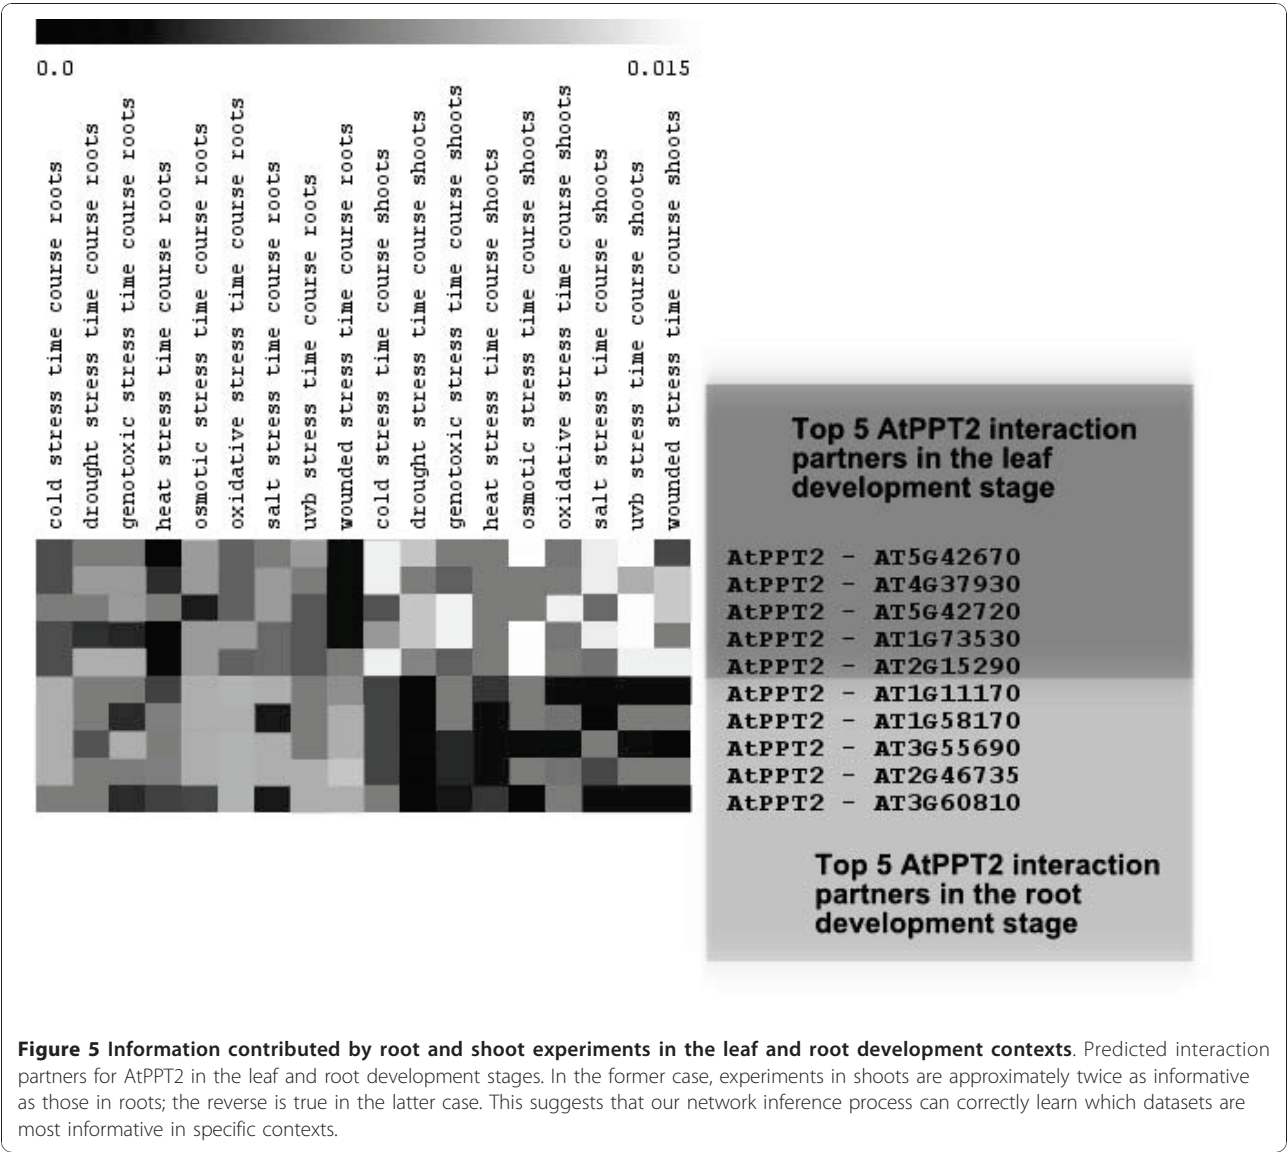 0.0 0.015
cold stress time course roots
drought stress time course roots
genotoxic stress time course roots
heat stress time course roots
osmotic stress time course roots
oxidative stress time course roots
salt stress time course roots
uvb stress time course roots
wounded stress time course roots
cold stress time course shoots
drought stress time course shoots
genotoxic stress time course shoots
heat stress time course shoots
osmotic stress time course shoots
oxidative stress time course shoots
salt stress time course shoots
uvb stress time course shoots
wounded stress time course shoots
Top 5 AtPPT2 interaction
partners in the leaf
development stage
AtPPT2 - AT5G42670
AtPPT2 - AT4G37930
AtPPT2 - AT5G42720
AtPPT2 - AT1G73530
AtPPT2 - AT2G15290
AtPPT2 - AT1G11170
AtPPT2 - AT1G58170
AtPPT2 - AT3G55690
AtPPT2 - AT2G46735
AtPPT2 - AT3G60810
Top 5 AtPPT2 interaction
partners in the root
development stage
Figure 5 Information contributed by root and shoot experiments in the leaf and root development contexts. Predicted interaction
partners for AtPPT2 in the leaf and root development stages. In the former case, experiments in shoots are approximately twice as informative
as those in roots; the reverse is true in the latter case. This suggests that our network inference process can correctly learn which datasets are
most informative in specific contexts.